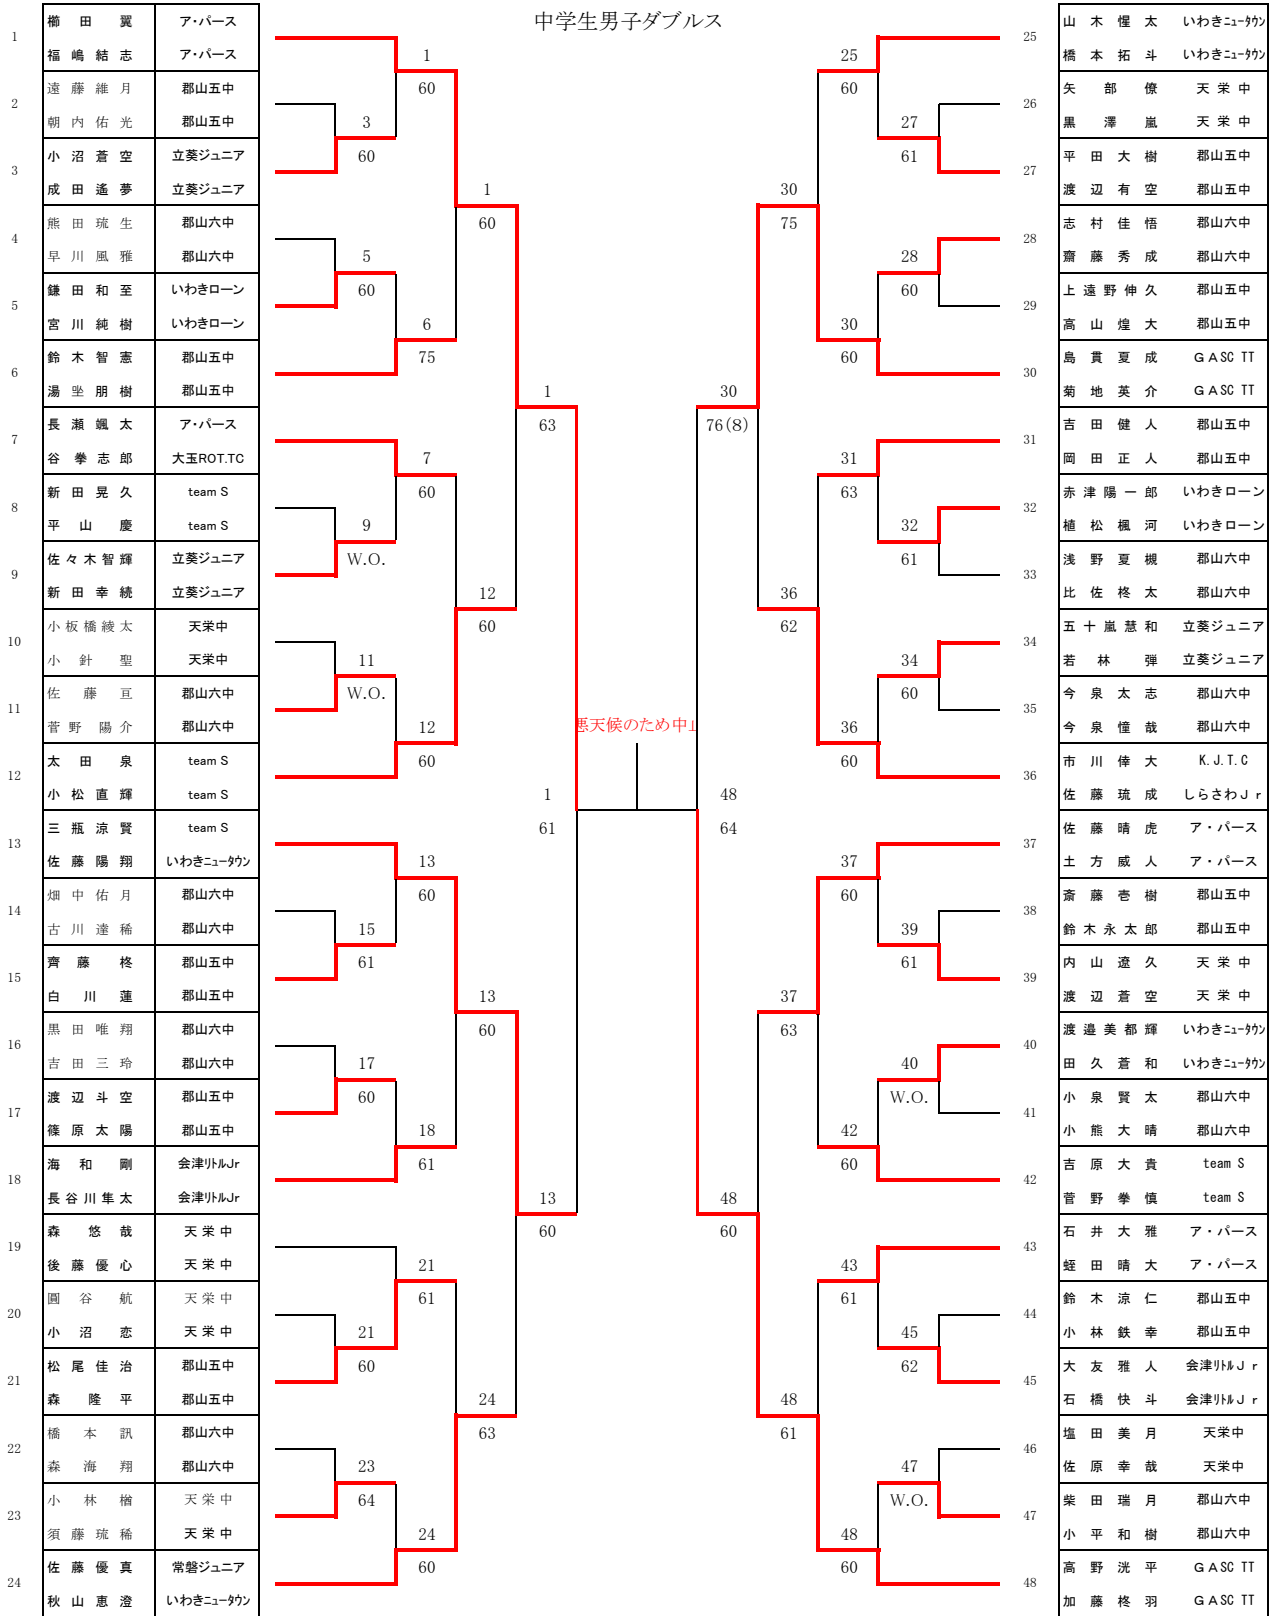 中学生男子ダブルス
1
櫛田翼 ア・パース
福嶋結志 ア・パース
2
遠藤維月 郡山五中
朝内佑光 郡山五中
3
小沼蒼空 立葵ジュニア
成田遙夢 立葵ジュニア
4
熊田琉生 郡山六中
早川風雅 郡山六中
5
鎌田和至 いわきローン
宮川純樹 いわきローン
6
鈴木智憲 郡山五中
湯坐朋樹 郡山五中
7
長瀬颯太 ア・パース
谷拳志郎 大玉ROT.TC
8
新田晃久 team S
平山慶 team S
9
佐々木智輝 立葵ジュニア
新田幸続 立葵ジュニア
10
小板橋綾太 天栄中
小針聖 天栄中
11
佐藤亘 郡山六中
菅野陽介 郡山六中
12
太田泉 team S
小松直輝 team S
13
三瓶涼賢 team S
佐藤陽翔 いわきニュータウン
14
畑中佑月 郡山六中
古川達稀 郡山六中
15
齊藤柊 郡山五中
白川蓮 郡山五中
16
黒田唯翔 郡山六中
吉田三玲 郡山六中
17
渡辺斗空 郡山五中
篠原太陽 郡山五中
18
海和剛 会津リトルJr
長谷川隼太 会津リトルJr
19
森悠哉 天栄中
後藤優心 天栄中
20
圓谷航 天栄中
小沼恋 天栄中
21
松尾佳治 郡山五中
森隆平 郡山五中
22
橋本訊 郡山六中
森海翔 郡山六中
23
小林楢 天栄中
須藤琉稀 天栄中
24
佐藤優真 常磐ジュニア
秋山恵澄 いわきニュータウン
3
60
5
60
9
W.O.
11
W.O.
15
61
17
60
21
60
23
64
1
60
6
75
7
60
12
60
13
60
18
61
21
61
24
60
1
60
12
60
13
60
24
63
1
63
13
60
1
61
悪天候のため中止
48
64
30
76(8)
48
60
30
75
36
62
37
63
48
61
25
60
30
60
31
63
36
60
37
60
42
60
43
61
48
60
27
61
28
60
32
61
34
60
39
61
40
W.O.
45
62
47
W.O.
25
山木惺太 いわきニュータウン
橋本拓斗 いわきニュータウン
26
矢部僚 天栄中
黒澤嵐 天栄中
27
平田大樹 郡山五中
渡辺有空 郡山五中
28
志村佳悟 郡山六中
齋藤秀成 郡山六中
29
上遠野伸久 郡山五中
高山煌大 郡山五中
30
島貫夏成 GASC TT
菊地英介 GASC TT
31
吉田健人 郡山五中
岡田正人 郡山五中
32
赤津陽一郎 いわきローン
植松楓河 いわきローン
33
浅野夏槻 郡山六中
比佐柊太 郡山六中
34
五十嵐慧和 立葵ジュニア
若林弾 立葵ジュニア
35
今泉太志 郡山六中
今泉憧哉 郡山六中
36
市川倖大 K.J.T.C
佐藤琉成 しらさわJr
37
佐藤晴虎 ア・パース
土方威人 ア・パース
38
斎藤壱樹 郡山五中
鈴木永太郎 郡山五中
39
内山遼久 天栄中
渡辺蒼空 天栄中
40
渡邉美都輝 いわきニュータウン
田久蒼和 いわきニュータウン
41
小泉賢太 郡山六中
小熊大晴 郡山六中
42
吉原大貴 team S
菅野拳慎 team S
43
石井大雅 ア・パース
蛭田晴大 ア・パース
44
鈴木涼仁 郡山五中
小林鉄幸 郡山五中
45
大友雅人 会津リトルJr
石橋快斗 会津リトルJr
46
塩田美月 天栄中
佐原幸哉 天栄中
47
柴田瑞月 郡山六中
小平和樹 郡山六中
48
高野洸平 GASC TT
加藤柊羽 GASC TT